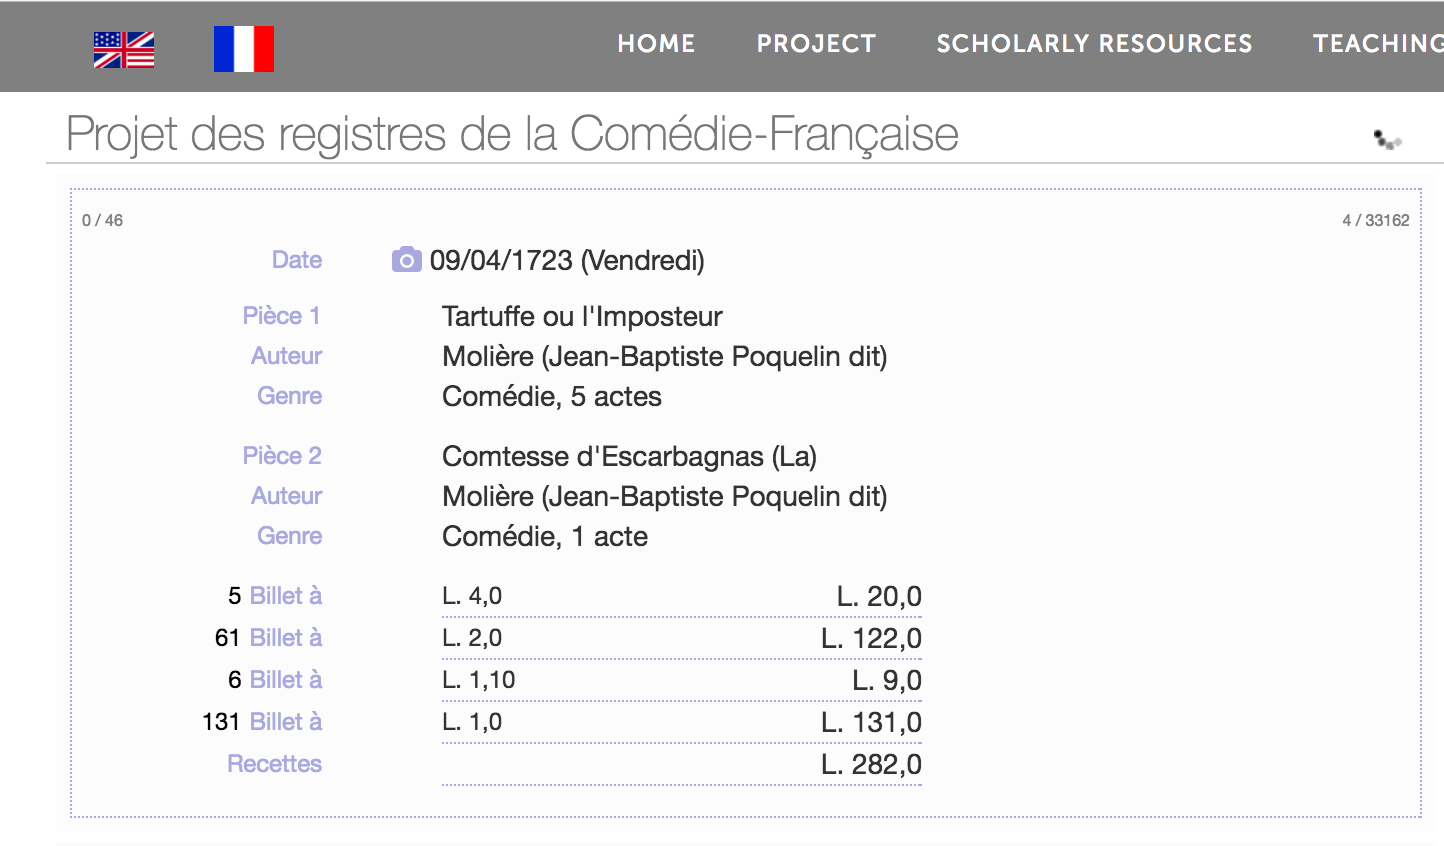 HOME PROJECT SCHOLARLY RESOURCES TEACHING
Projet des registres de la Comédie-Française
0 / 46 4 / 33162
Date 09/04/1723 (Vendredi)
Pièce 1 Tartuffe ou l'Imposteur
Auteur Molière (Jean-Baptiste Poquelin dit)
Genre Comédie, 5 actes
Pièce 2 Comtesse d'Escarbagnas (La)
Auteur Molière (Jean-Baptiste Poquelin dit)
Genre Comédie, 1 acte
5 Billet à L. 4,0 L. 20,0
61 Billet à L. 2,0 L. 122,0
6 Billet à L. 1,10 L. 9,0
131 Billet à L. 1,0 L. 131,0
Recettes L. 282,0